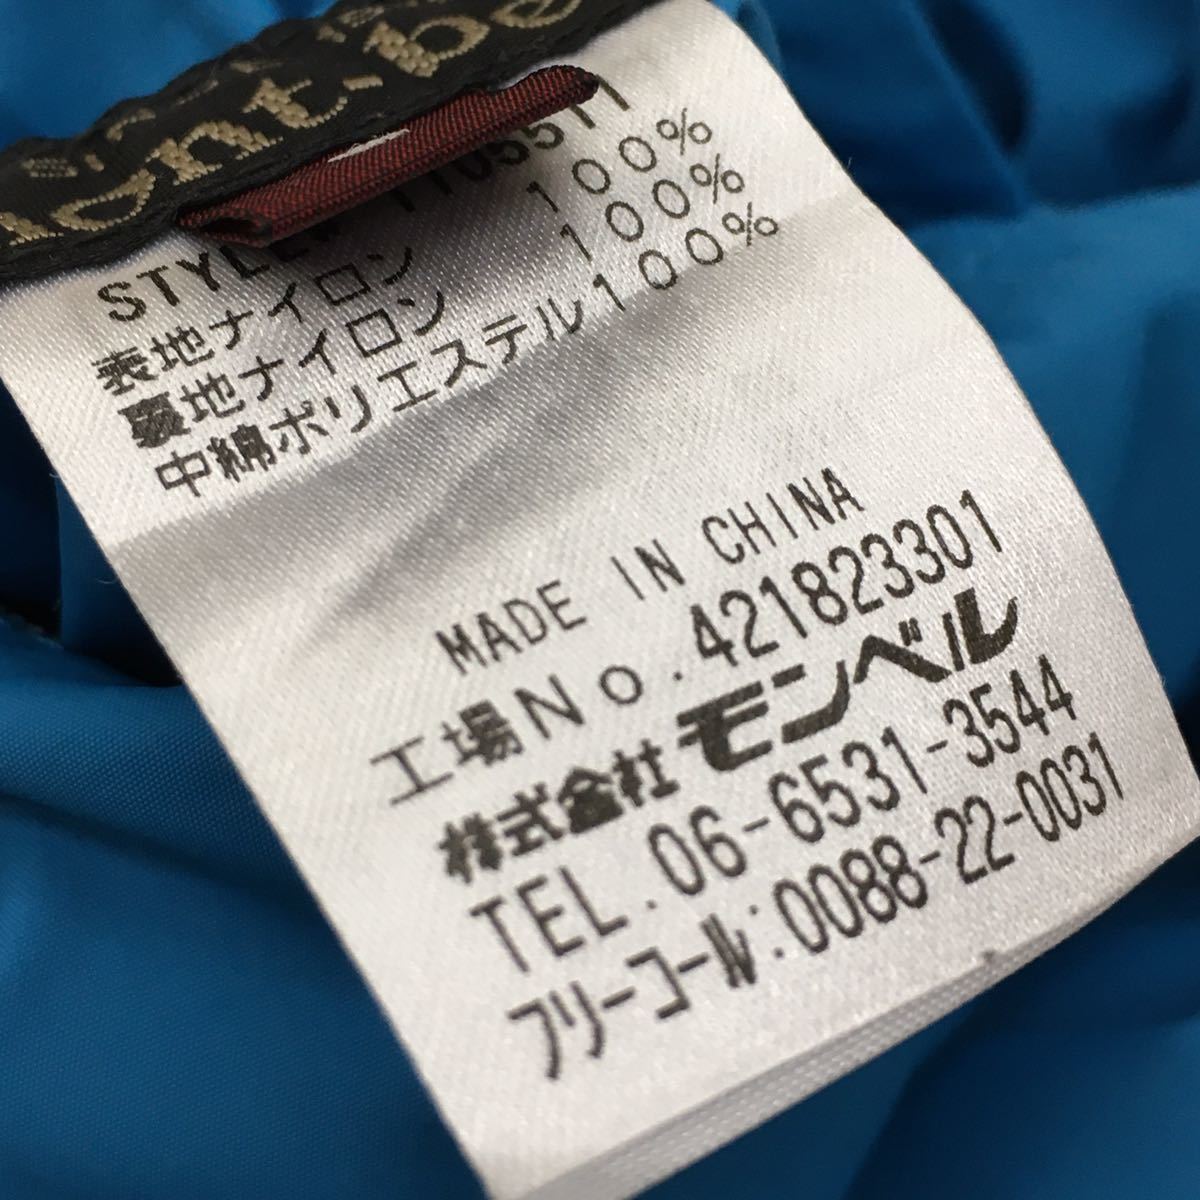 ont·be
STYLE# 1105511
表地ナイロン 100%
裏地ナイロン 100%
中綿ポリエステル100%
MADE IN CHINA
工場No.421823301
株式会社モンベル
TEL.06-6531-3544
フリーコール:0088-22-0031